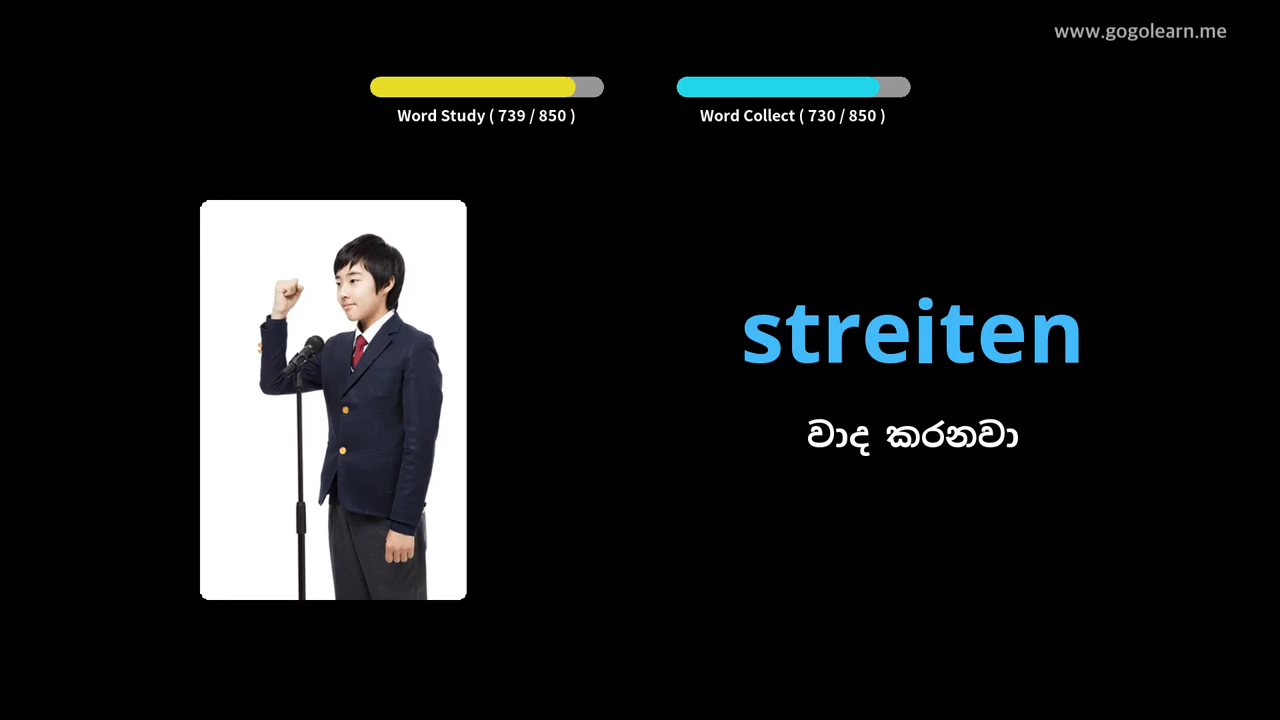 www.gogolearn.me
Word Study ( 739 / 850 )
Word Collect ( 730 / 850 )
streiten
වාද කරනවා